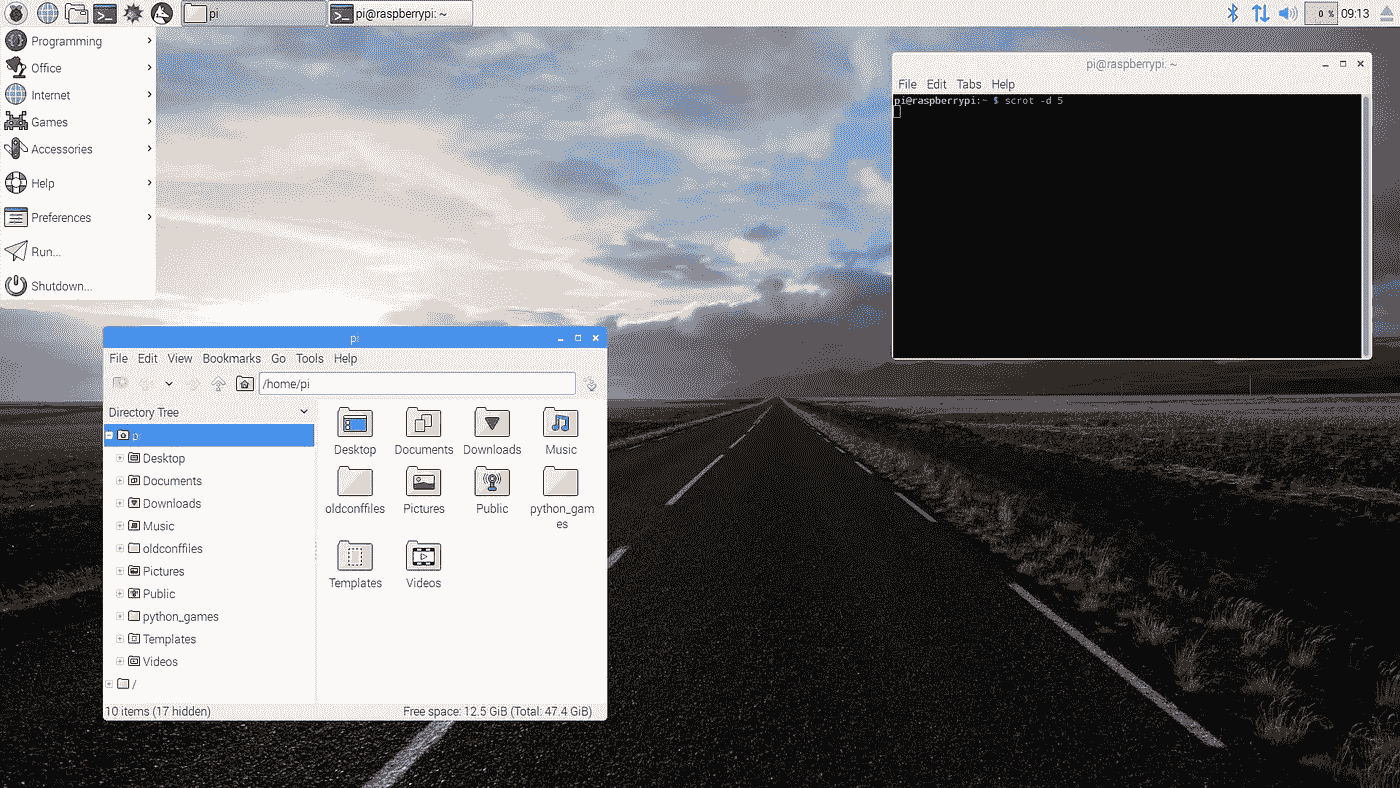 pi
pi@raspberrypi: ~
0 %
09:13
Programming
Office
Internet
Games
Accessories
Help
Preferences
Run...
Shutdown...
pi@raspberrypi: ~
File Edit Tabs Help
pi@raspberrypi:~ $ scrot -d 5
pi
File Edit View Bookmarks Go Tools Help
/home/pi
Directory Tree
pi
Desktop
Documents
Downloads
Music
oldconffiles
Pictures
Public
python_games
Templates
Videos
/
Desktop Documents Downloads Music
oldconffiles Pictures Public python_gam
es
Templates Videos
10 items (17 hidden) Free space: 12.5 GiB (Total: 47.4 GiB)